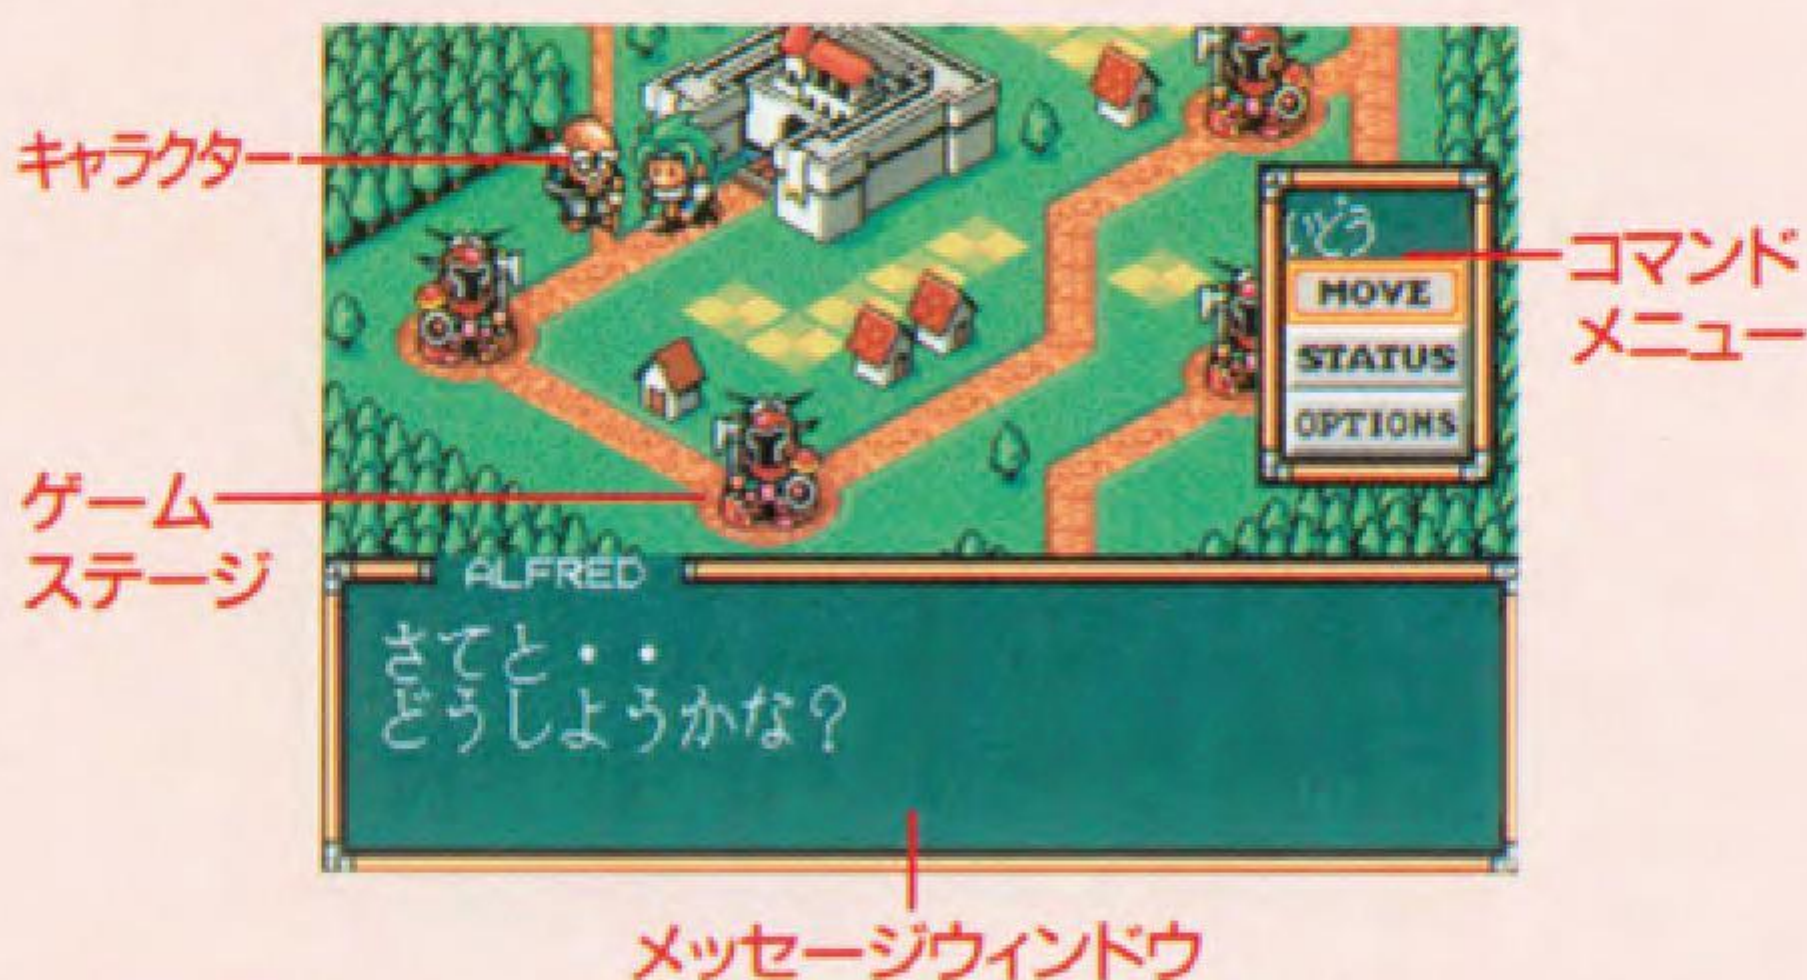 キャラクター
いどう
MOVE
STATUS
OPTIONS
コマンド
メニュー
ゲーム
ステージ
ALFRED
さてと・・
どうしようかな？
メッセージウィンドウ